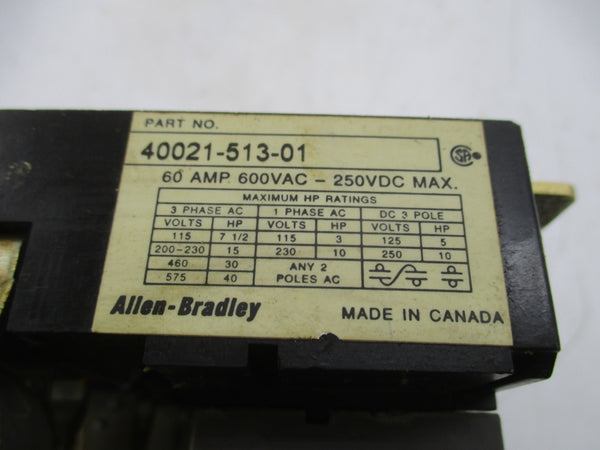 PART NO.
40021-513-01
60 AMP 600VAC - 250VDC MAX.
MAXIMUM HP RATINGS
3 PHASE AC 1 PHASE AC DC 3 POLE
VOLTS HP VOLTS HP VOLTS HP
115 7 1/2 115 3 125 5
200-230 15 230 10 250 10
460 30 ANY 2
575 40 POLES AC
Allen-Bradley MADE IN CANADA